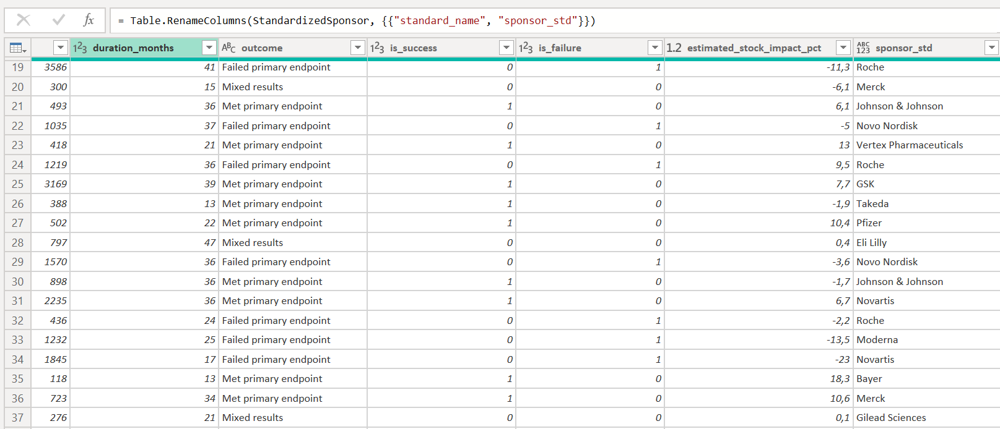 fx = Table.RenameColumns(StandardizedSponsor, {{"standard_name", "sponsor_std"}})
123 duration_months ABC outcome 123 is_success 123 is_failure 1.2 estimated_stock_impact_pct ABC 123 sponsor_std
19 3586 41 Failed primary endpoint 0 1 -11,3 Roche
20 300 15 Mixed results 0 0 -6,1 Merck
21 493 36 Met primary endpoint 1 0 6,1 Johnson & Johnson
22 1035 37 Failed primary endpoint 0 1 -5 Novo Nordisk
23 418 21 Met primary endpoint 1 0 13 Vertex Pharmaceuticals
24 1219 36 Failed primary endpoint 0 1 9,5 Roche
25 3169 39 Met primary endpoint 1 0 7,7 GSK
26 388 13 Met primary endpoint 1 0 -1,9 Takeda
27 502 22 Met primary endpoint 1 0 10,4 Pfizer
28 797 47 Mixed results 0 0 0,4 Eli Lilly
29 1570 36 Failed primary endpoint 0 1 -3,6 Novo Nordisk
30 898 36 Met primary endpoint 1 0 -1,7 Johnson & Johnson
31 2235 36 Met primary endpoint 1 0 6,7 Novartis
32 436 24 Failed primary endpoint 0 1 -2,2 Roche
33 1232 25 Failed primary endpoint 0 1 -13,5 Moderna
34 1845 17 Failed primary endpoint 0 1 -23 Novartis
35 118 13 Met primary endpoint 1 0 18,3 Bayer
36 723 34 Met primary endpoint 1 0 10,6 Merck
37 276 21 Mixed results 0 0 0,1 Gilead Sciences